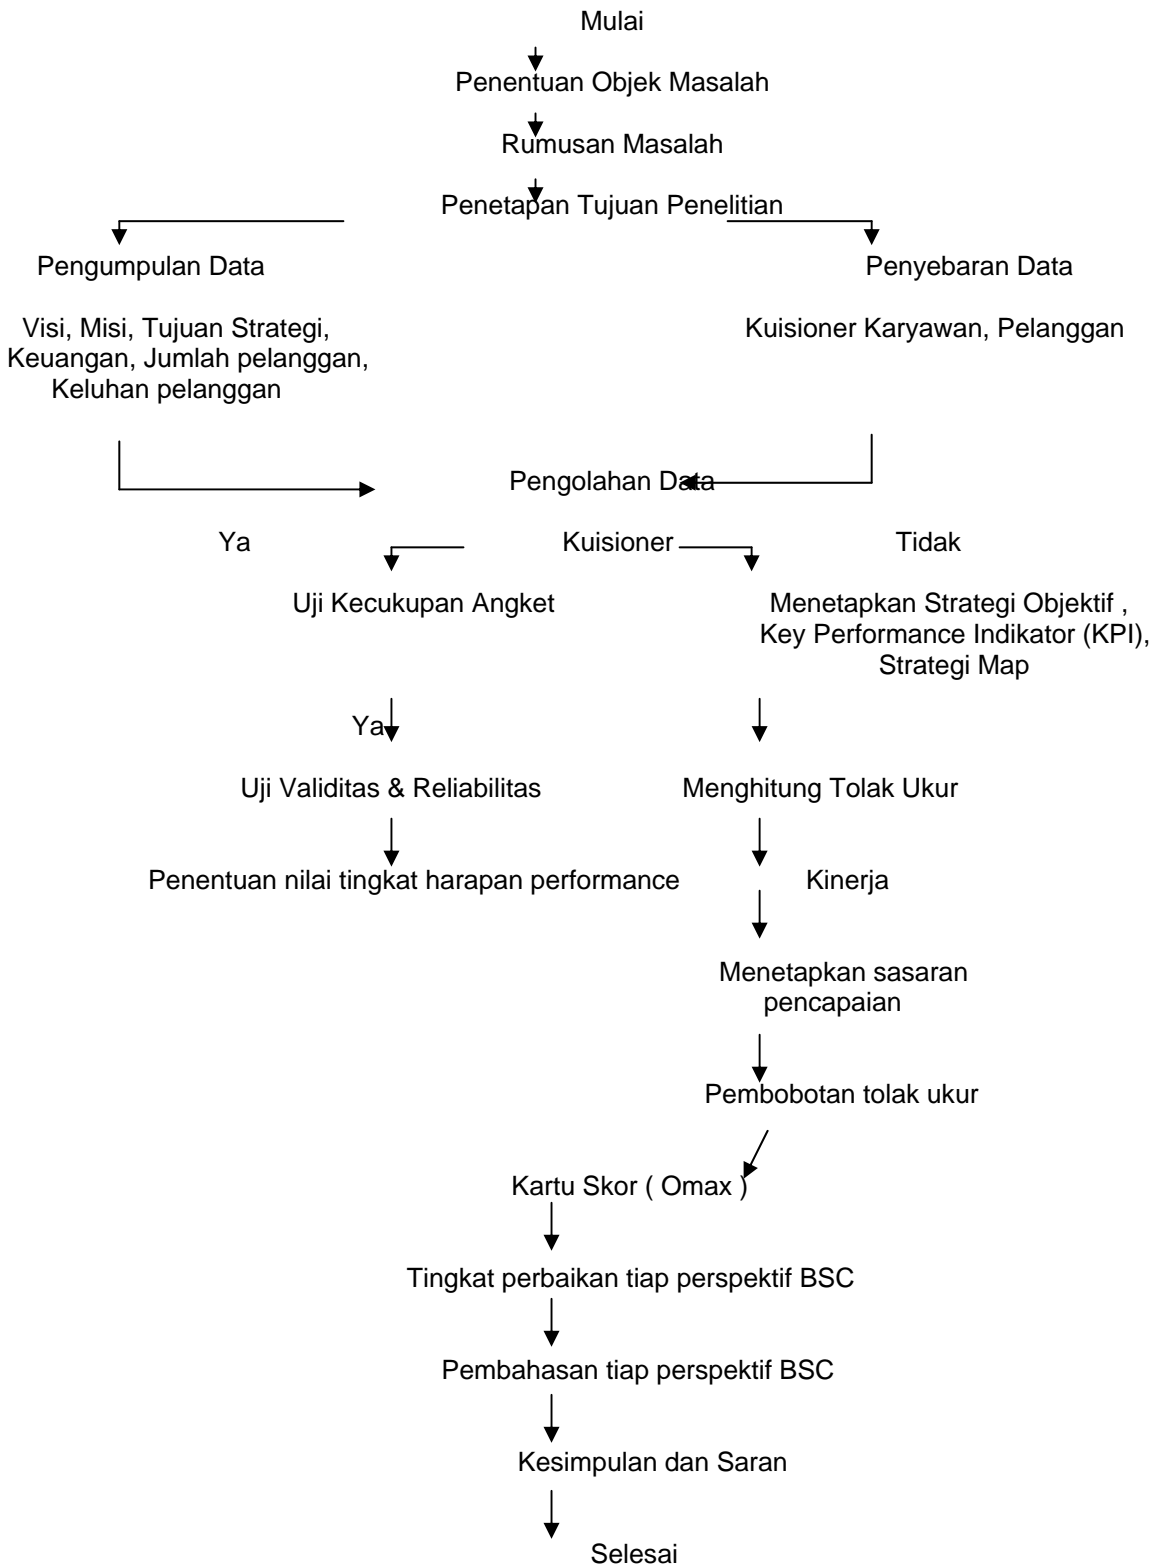 Mulai
Penentuan Objek Masalah
Rumusan Masalah
Penetapan Tujuan Penelitian
Pengumpulan Data
Penyebaran Data
Visi, Misi, Tujuan Strategi,
Keuangan, Jumlah pelanggan,
Keluhan pelanggan
Kuisioner Karyawan, Pelanggan
Pengolahan Data
Ya
Kuisioner
Tidak
Uji Kecukupan Angket
Menetapkan Strategi Objektif ,
Key Performance Indikator (KPI),
Strategi Map
Ya
Uji Validitas & Reliabilitas
Menghitung Tolak Ukur
Penentuan nilai tingkat harapan performance
Kinerja
Menetapkan sasaran
pencapaian
Pembobotan tolak ukur
Kartu Skor ( Omax )
Tingkat perbaikan tiap perspektif BSC
Pembahasan tiap perspektif BSC
Kesimpulan dan Saran
Selesai